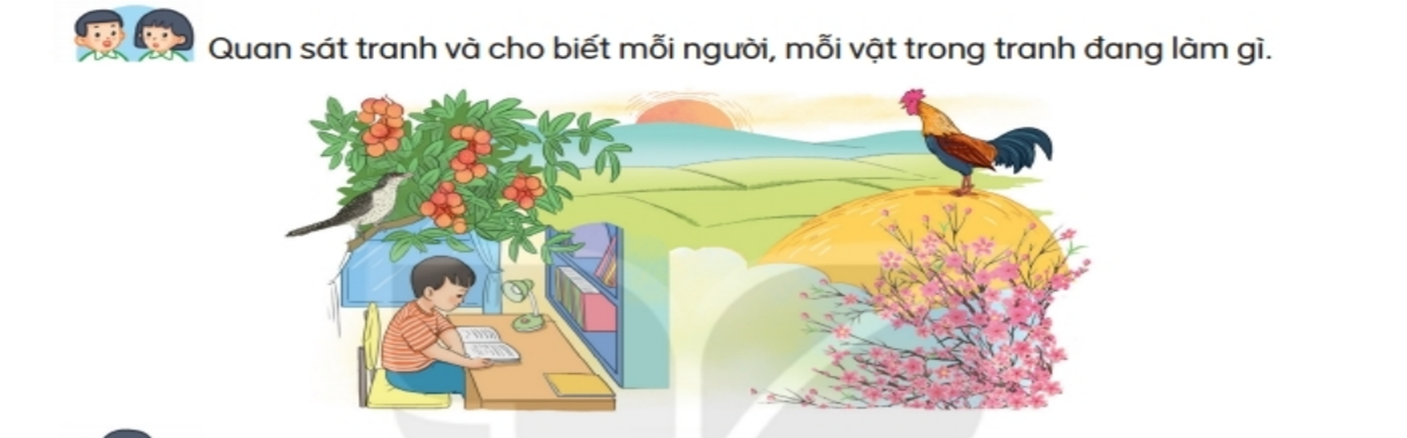 Quan sát tranh và cho biết mỗi người, mỗi vật trong tranh đang làm gì.